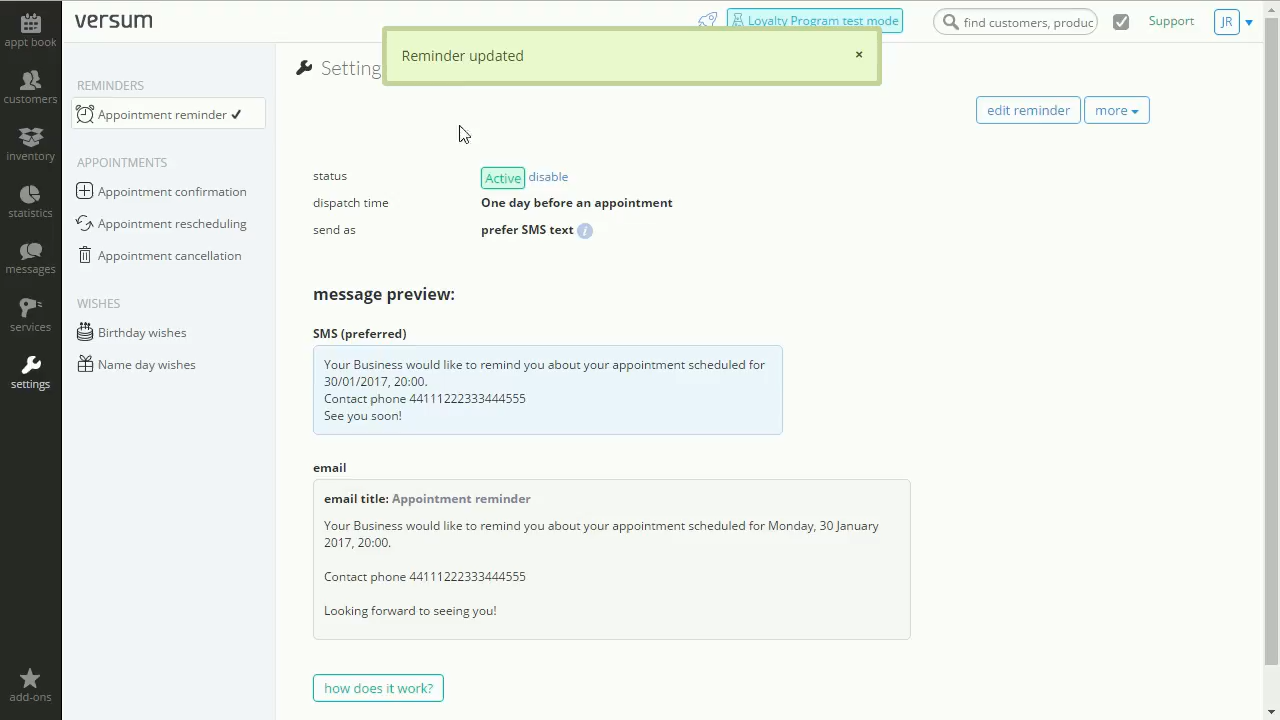 versum
Loyalty Program test mode
find customers, produc
Support
JR
Reminder updated
×
Setting
appt book
customers
inventory
statistics
messages
services
settings
add-ons
REMINDERS
Appointment reminder
APPOINTMENTS
Appointment confirmation
Appointment rescheduling
Appointment cancellation
WISHES
Birthday wishes
Name day wishes
edit reminder
more
status
Active disable
dispatch time
One day before an appointment
send as
prefer SMS text i
message preview:
SMS (preferred)
Your Business would like to remind you about your appointment scheduled for
30/01/2017, 20:00.
Contact phone 44111222333444555
See you soon!
email
email title: Appointment reminder
Your Business would like to remind you about your appointment scheduled for Monday, 30 January
2017, 20:00.
Contact phone 44111222333444555
Looking forward to seeing you!
how does it work?